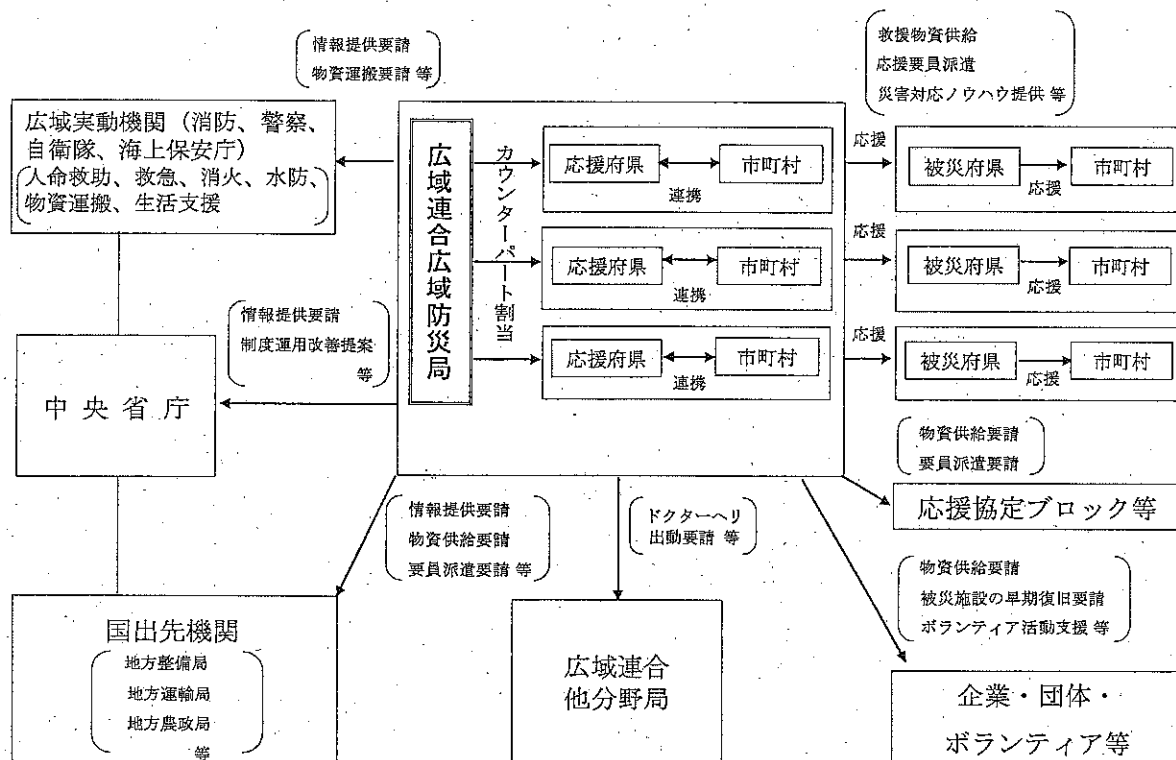 情報提供要請
物資運搬要請 等
救援物資供給
応援要員派遣
災害対応ノウハウ提供 等
広域実動機関(消防、警察、
自衛隊、海上保安庁)
人命救助、救急、消火、水防、
物資運搬、生活支援
広域連合広域防災局
カウンターパート割当
応援府県
市町村
連携
応援
被災府県
市町村
応援
応援府県
市町村
連携
応援
被災府県
市町村
応援
応援府県
市町村
連携
応援
被災府県
市町村
応援
情報提供要請
制度運用改善提案
等
中央省庁
物資供給要請
要員派遣要請
応援協定ブロック等
情報提供要請
物資供給要請
要員派遣要請 等
ドクターヘリ
出動要請 等
物資供給要請
被災施設の早期復旧要請
ボランティア活動支援 等
国出先機関
地方整備局
地方運輸局
地方農政局
等
広域連合
他分野局
企業・団体・
ボランティア等